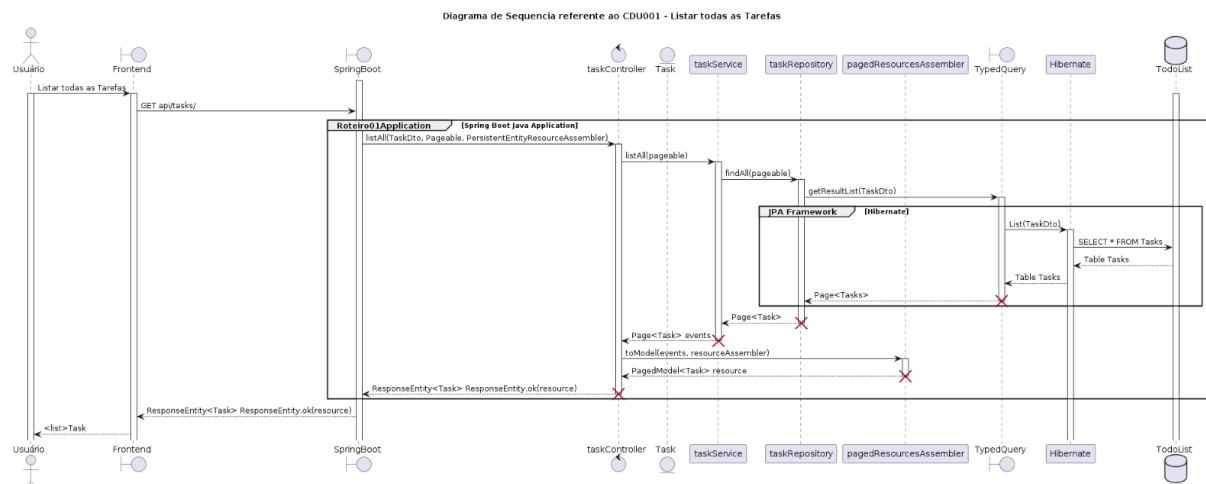 Diagrama de Sequencia referente ao CDU001 - Listar todas as Tarefas
Usuário
Frontend
SpringBoot
taskController
Task
taskService
taskRepository
pagedResourcesAssembler
TypedQuery
Hibernate
TodoList
Listar todas as Tarefas
GET api/tasks/
Roteiro01Application
[Spring Boot Java Application]
listAll(TaskDto, Pageable, PersistentEntityResourceAssembler)
listAll(pageable)
findAll(pageable)
getResultList(TaskDto)
JPA Framework
[Hibernate]
List(TaskDto)
SELECT * FROM Tasks
Table Tasks
Table Tasks
Page<Tasks>
Page<Task>
Page<Task> events
toModel(events, resourceAssembler)
PagedModel<Task> resource
ResponseEntity<Task> ResponseEntity.ok(resource)
ResponseEntity<Task> ResponseEntity.ok(resource)
<list>Task
Usuário
Frontend
SpringBoot
taskController
Task
taskService
taskRepository
pagedResourcesAssembler
TypedQuery
Hibernate
TodoList